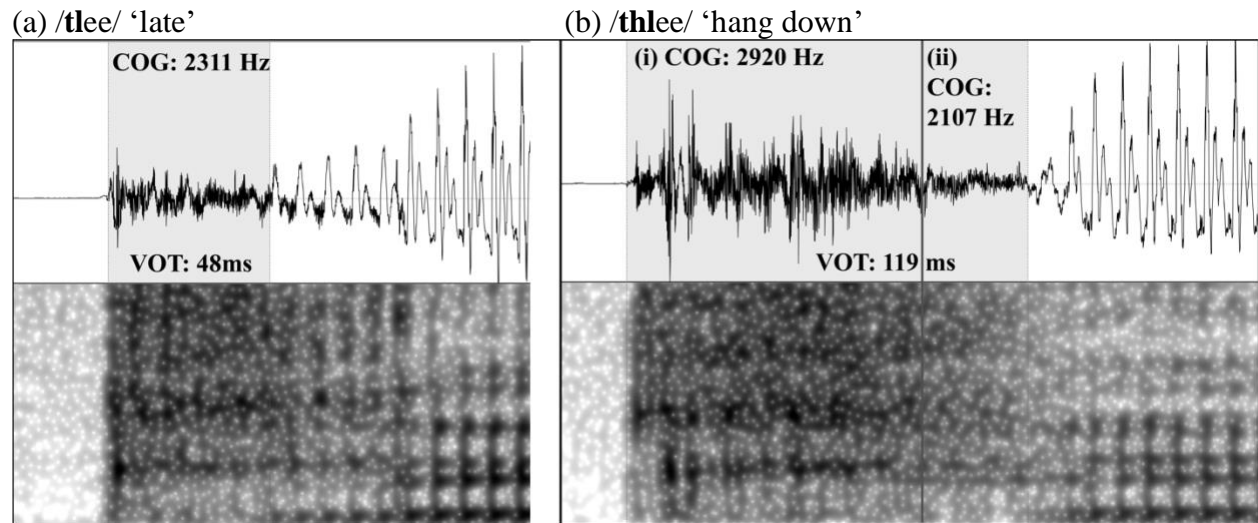 (a) /tlee/ ‘late’
(b) /thlee/ ‘hang down’
COG: 2311 Hz
VOT: 48ms
(i) COG: 2920 Hz
(ii)
COG:
2107 Hz
VOT: 119 ms